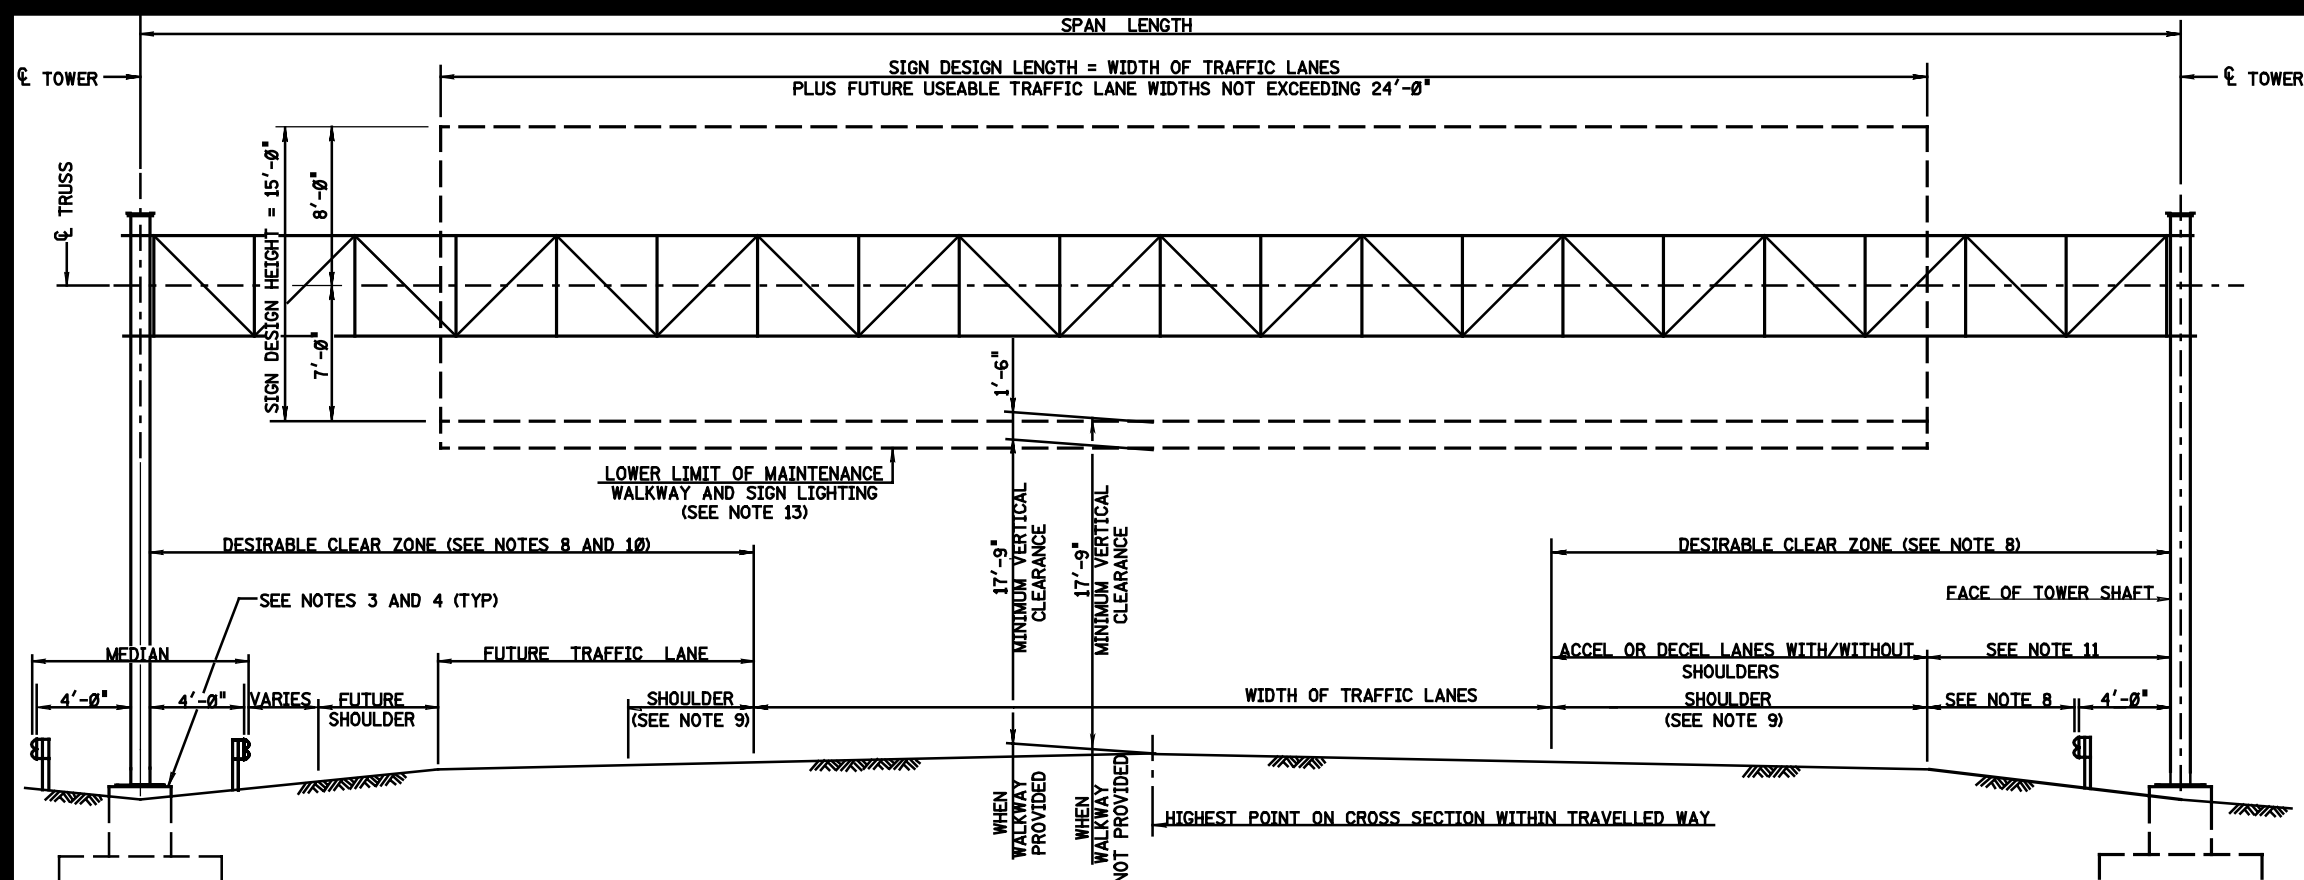 SPAN LENGTH
℄ TOWER
SIGN DESIGN LENGTH = WIDTH OF TRAFFIC LANES
PLUS FUTURE USEABLE TRAFFIC LANE WIDTHS NOT EXCEEDING 24'-0"
℄ TOWER
℄ TRUSS
SIGN DESIGN HEIGHT = 15'-0"
8'-0"
7'-0"
1'-6"
LOWER LIMIT OF MAINTENANCE
WALKWAY AND SIGN LIGHTING
(SEE NOTE 13)
17'-9"
MINIMUM VERTICAL
CLEARANCE
17'-9"
MINIMUM VERTICAL
CLEARANCE
DESIRABLE CLEAR ZONE (SEE NOTES 8 AND 10)
DESIRABLE CLEAR ZONE (SEE NOTE 8)
SEE NOTES 3 AND 4 (TYP)
FACE OF TOWER SHAFT
MEDIAN
FUTURE TRAFFIC LANE
ACCEL OR DECEL LANES WITH/WITHOUT
SHOULDERS
SEE NOTE 11
4'-0"
4'-0"
VARIES
FUTURE
SHOULDER
SHOULDER
(SEE NOTE 9)
WIDTH OF TRAFFIC LANES
SHOULDER
(SEE NOTE 9)
SEE NOTE 8
4'-0"
WHEN
WALKWAY
PROVIDED
WHEN
WALKWAY
NOT PROVIDED
HIGHEST POINT ON CROSS SECTION WITHIN TRAVELLED WAY